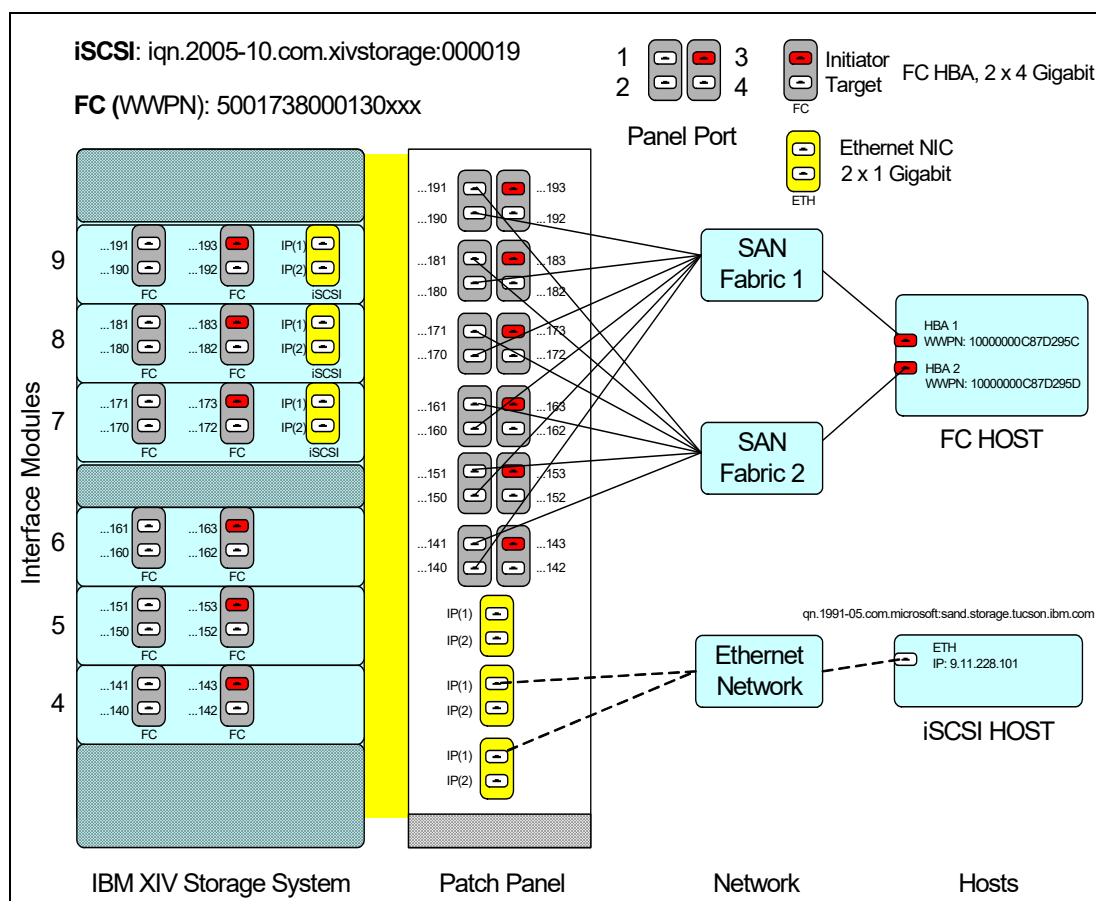 iSCSI: iqn.2005-10.com.xivstorage:000019
FC (WWPN): 5001738000130xxx
1 3
2 4
Panel Port
Initiator
Target
FC
FC HBA, 2 x 4 Gigabit
Ethernet NIC
2 x 1 Gigabit
ETH
Interface Modules
9
...191 ...193 IP(1)
...190 ...192 IP(2)
FC FC iSCSI
8
...181 ...183 IP(1)
...180 ...182 IP(2)
FC FC iSCSI
7
...171 ...173 IP(1)
...170 ...172 IP(2)
FC FC iSCSI
6
...161 ...163
...160 ...162
FC FC
5
...151 ...153
...150 ...152
FC FC
4
...141 ...143
...140 ...142
FC FC
...191 ...193
...190 ...192
...181 ...183
...180 ...182
...171 ...173
...170 ...172
...161 ...163
...160 ...162
...151 ...153
...150 ...152
...141 ...143
...140 ...142
IP(1)
IP(2)
IP(1)
IP(2)
IP(1)
IP(2)
SAN
Fabric 1
SAN
Fabric 2
Ethernet
Network
HBA 1
WWPN: 10000000C87D295C
HBA 2
WWPN: 10000000C87D295D
FC HOST
qn.1991-05.com.microsoft:sand.storage.tucson.ibm.com
ETH
IP: 9.11.228.101
iSCSI HOST
IBM XIV Storage System
Patch Panel
Network
Hosts